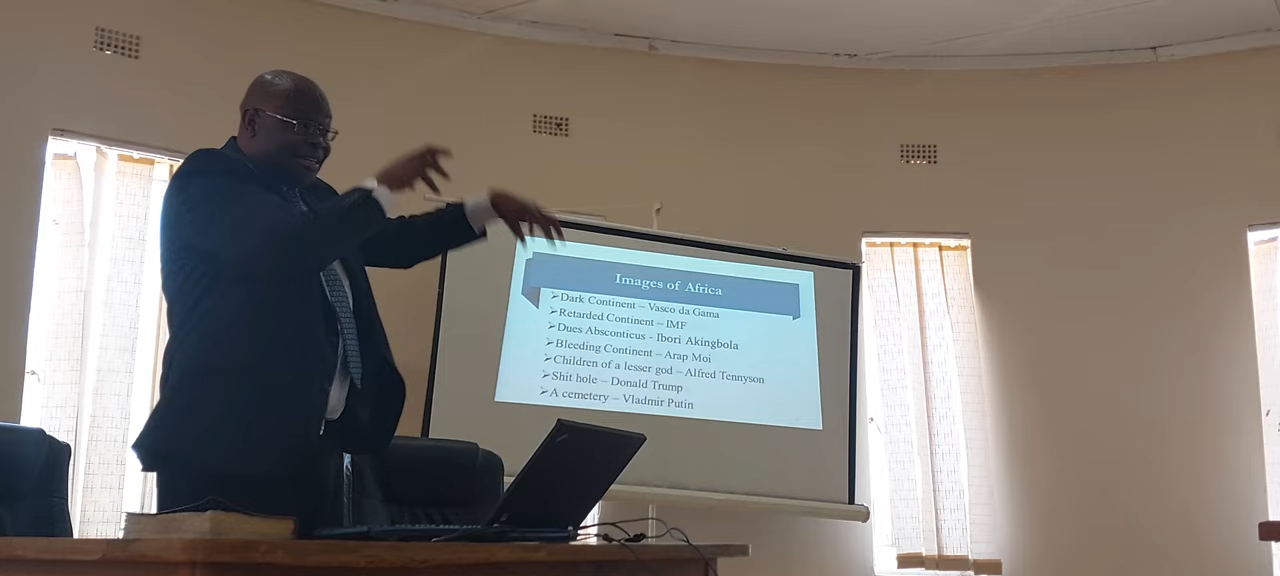 Images of Africa
➢Dark Continent – Vasco da Gama
➢Retarded Continent – IMF
➢Dues Absconticus - Ibori Akingbola
➢Bleeding Continent – Arap Moi
➢Children of a lesser god – Alfred Tennyson
➢Shit hole – Donald Trump
➢A cemetery – Vladmir Putin